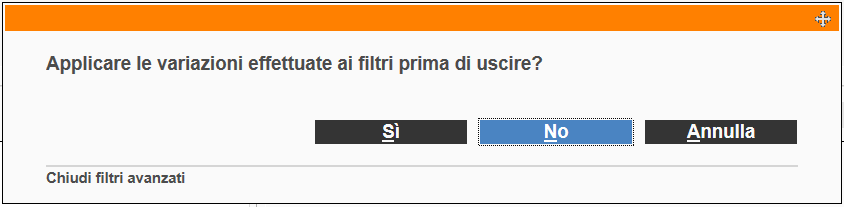 Applicare le variazioni effettuate ai filtri prima di uscire?
Sì No Annulla
Chiudi filtri avanzati